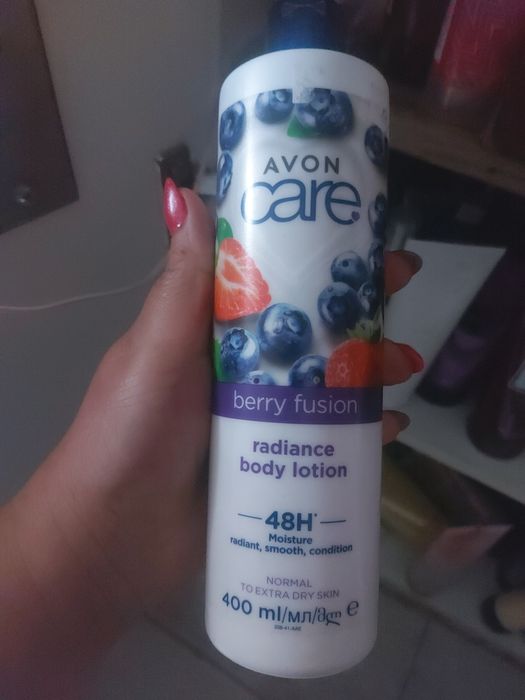 AVON
care
berry fusion
radiance
body lotion
48H*
Moisture
radiant, smooth, condition
NORMAL
TO EXTRA DRY SKIN
400 ml/мл/მლ e